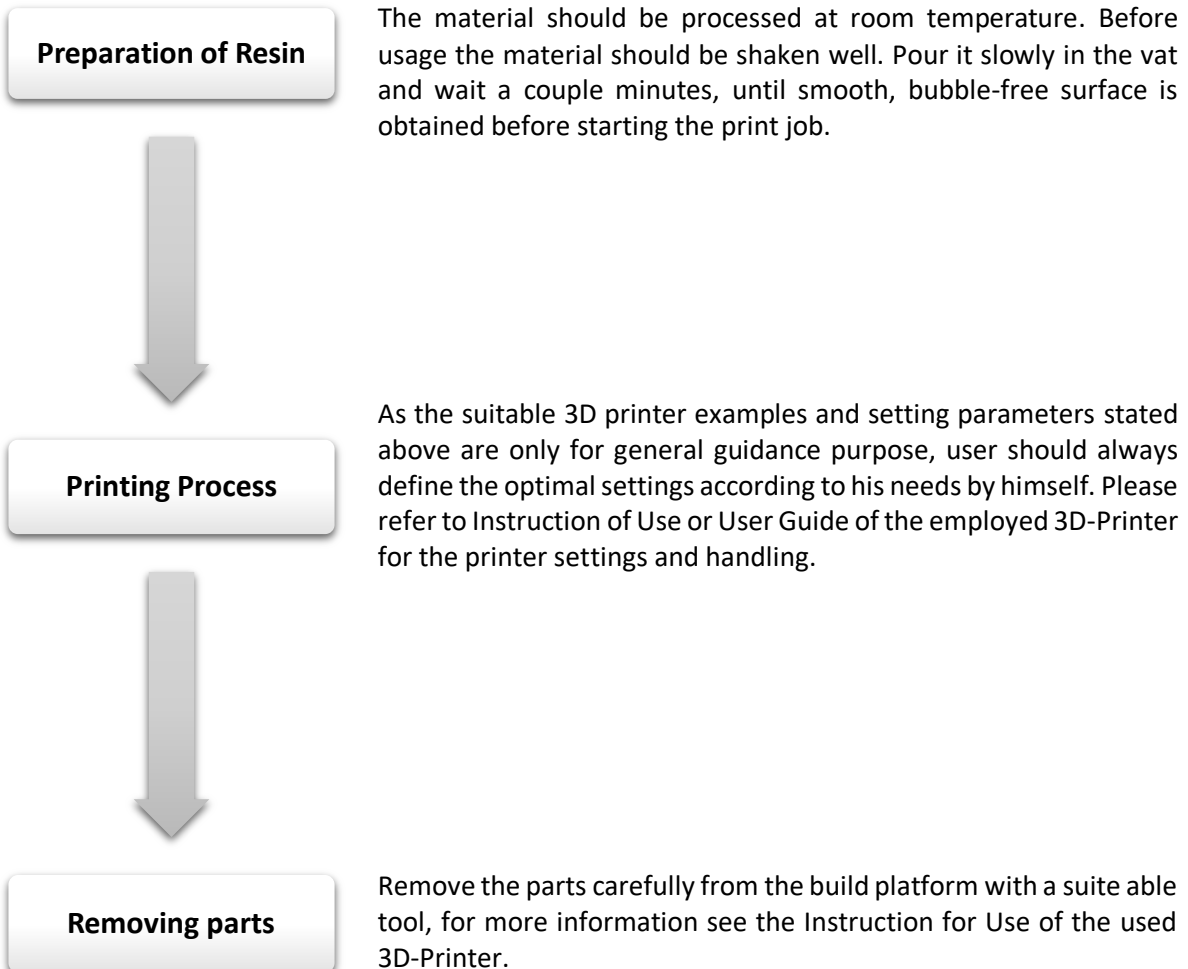 Preparation of Resin
The material should be processed at room temperature. Before
usage the material should be shaken well. Pour it slowly in the vat
and wait a couple minutes, until smooth, bubble-free surface is
obtained before starting the print job.
Printing Process
As the suitable 3D printer examples and setting parameters stated
above are only for general guidance purpose, user should always
define the optimal settings according to his needs by himself. Please
refer to Instruction of Use or User Guide of the employed 3D-Printer
for the printer settings and handling.
Removing parts
Remove the parts carefully from the build platform with a suite able
tool, for more information see the Instruction for Use of the used
3D-Printer.